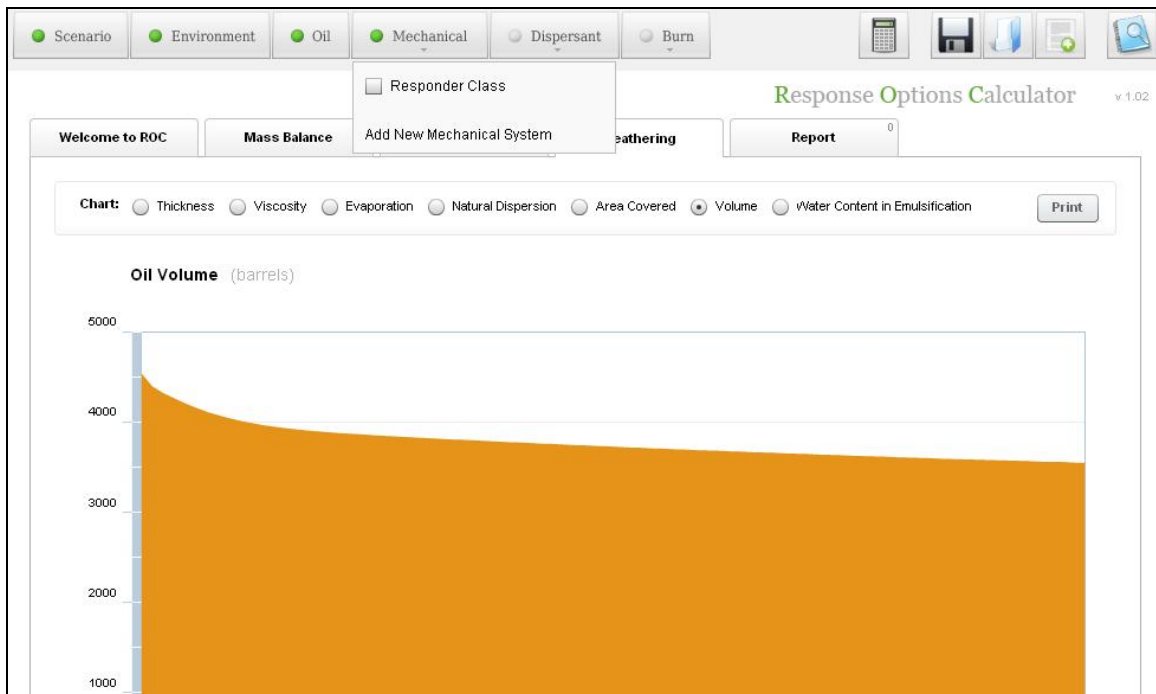 Scenario Environment Oil Mechanical Dispersant Burn
Responder Class
Add New Mechanical System
Response Options Calculator v 1.02
Welcome to ROC Mass Balance eathering Report 0
Chart: Thickness Viscosity Evaporation Natural Dispersion Area Covered Volume Water Content in Emulsification Print
Oil Volume (barrels)
5000
4000
3000
2000
1000